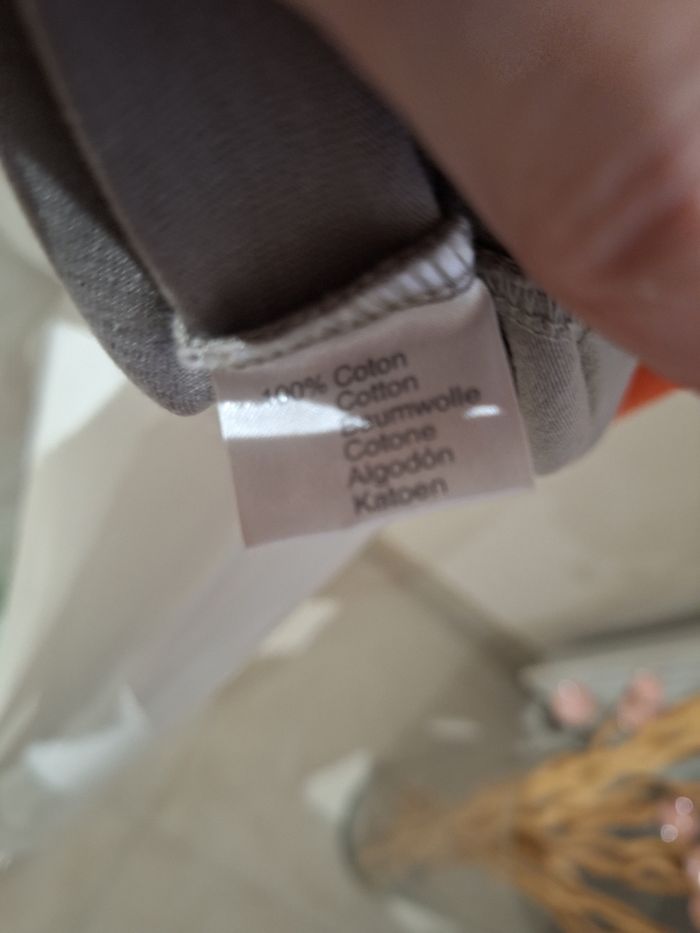 100% Coton
Cotton
Baumwolle
Cotone
Algodón
Katoen